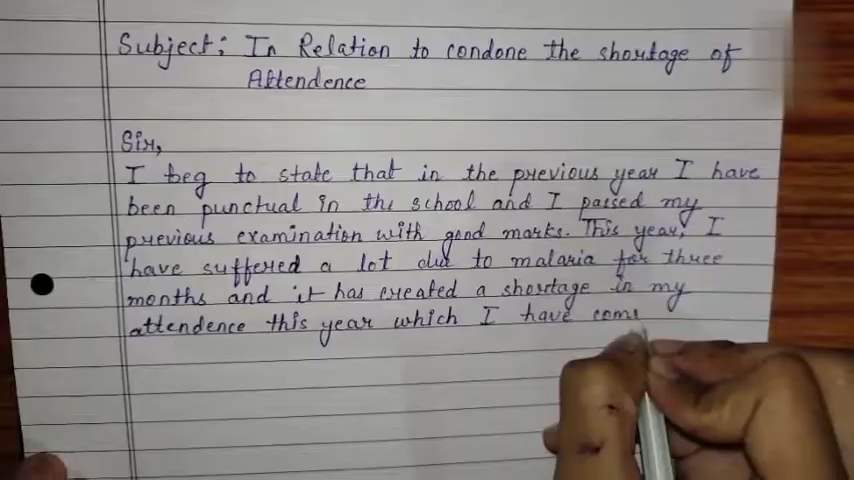 Subject: In Relation to condone the shortage of
Attendence
Sir,
I beg to state that in the previous year I have
been punctual in the school and I passed my
previous examination with good marks. This year, I
have suffered a lot due to malaria for three
months and it has created a shortage in my
attendence this year which I have com